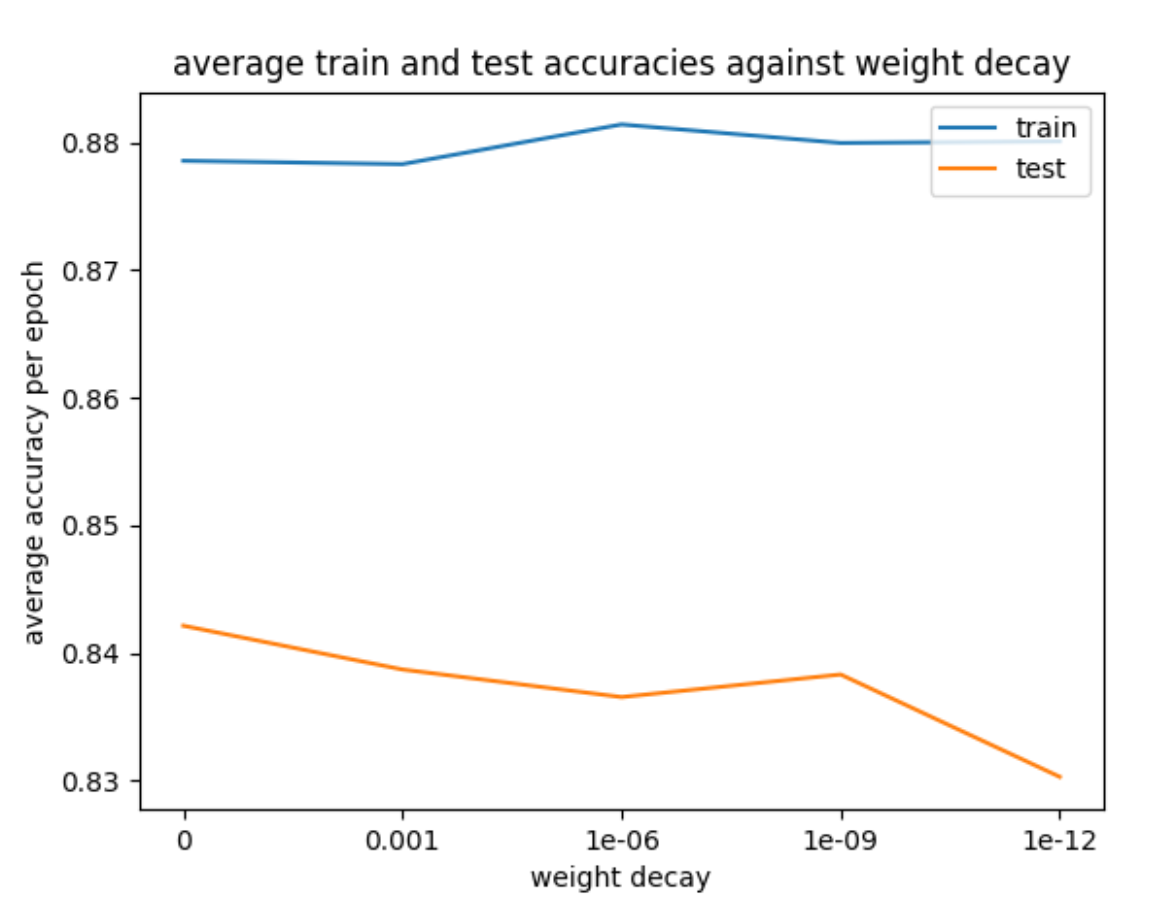 average train and test accuracies against weight decay
train
test
average accuracy per epoch
0.88
0.87
0.86
0.85
0.84
0.83
0
0.001
1e-06
1e-09
1e-12
weight decay